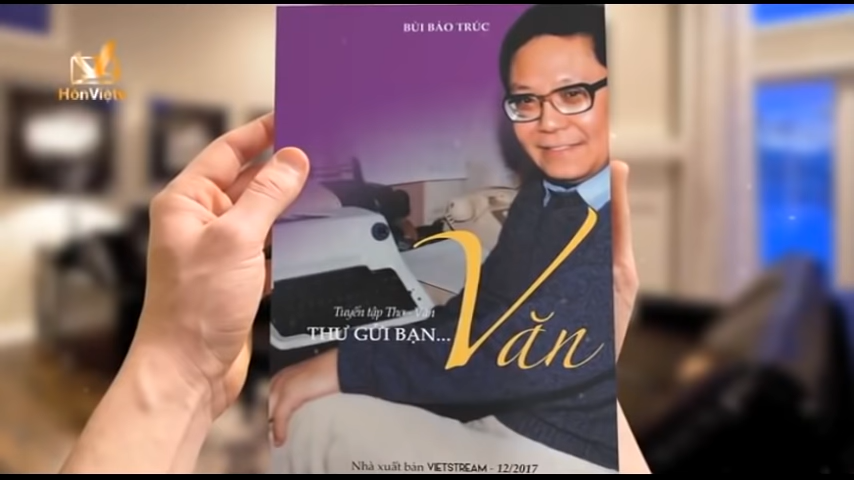 HồnViệt
BÙI BẢO TRÚC
Tuyển tập Thơ - Văn
THƯ GỬI BẠN...
Văn
Nhà xuất bản VIETSTREAM - 12/2017